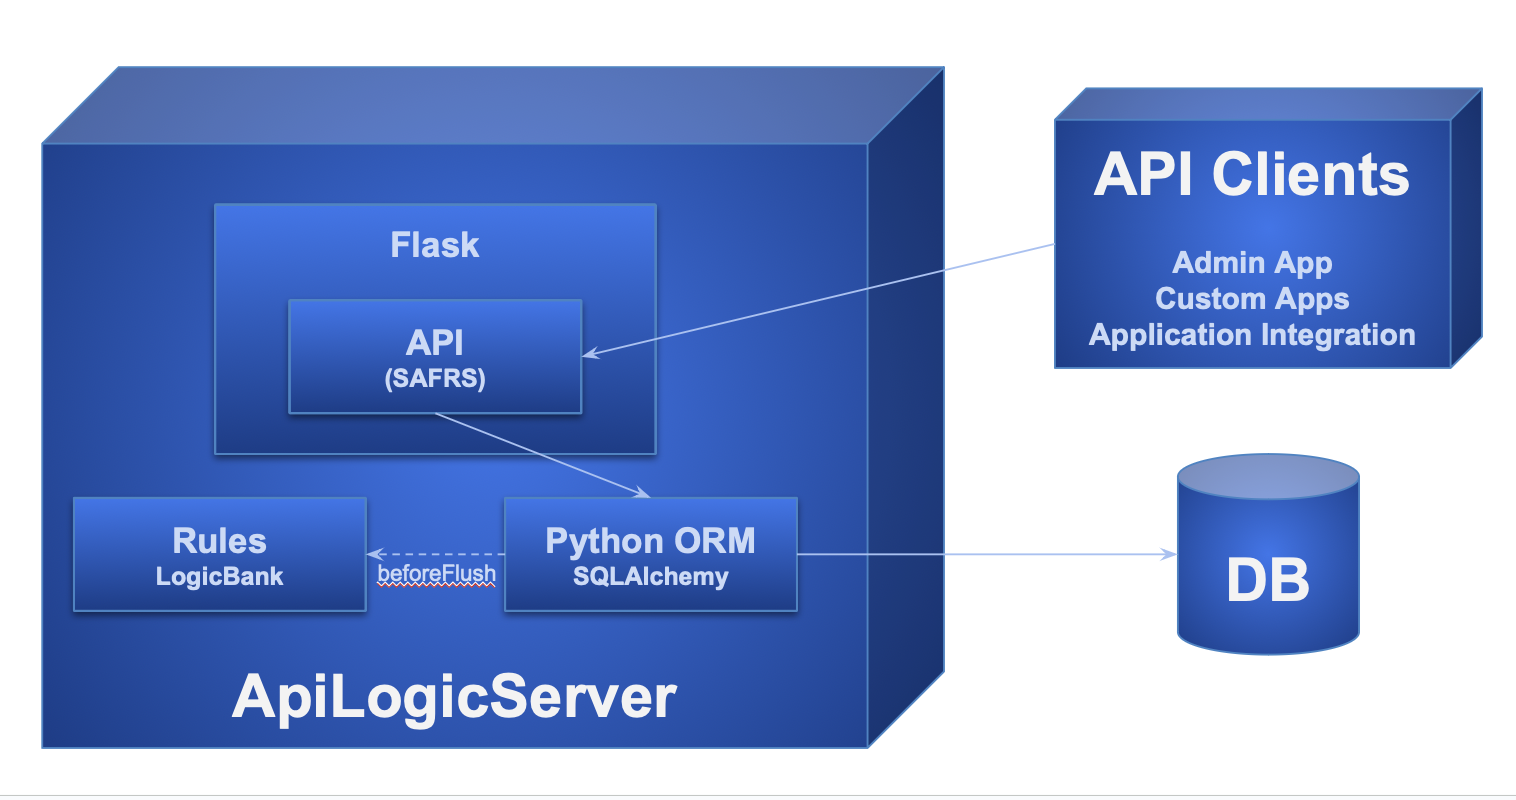 API Clients
Admin App
Custom Apps
Application Integration
Flask
API
(SAFRS)
Rules
LogicBank
beforeFlush
Python ORM
SQLAlchemy
DB
ApiLogicServer